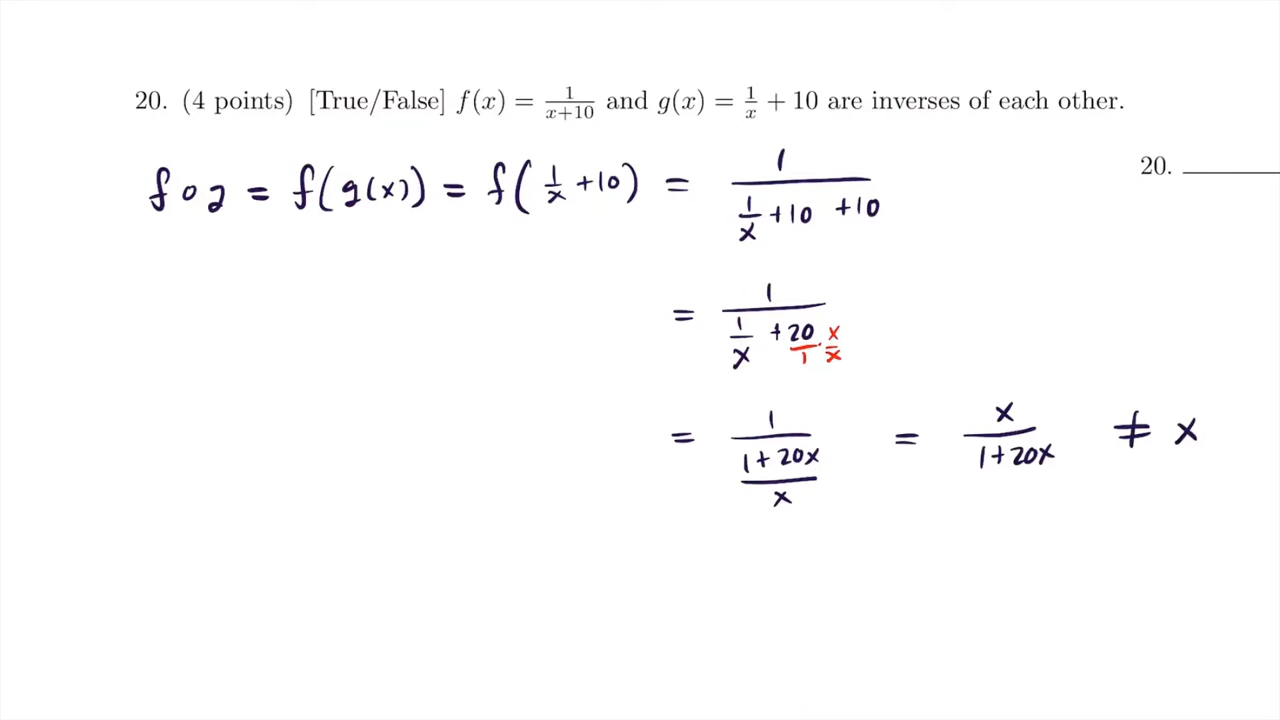 20. (4 points) [True/False] f(x) = 1/(x+10) and g(x) = 1/x + 10 are inverses of each other.
20. ____
f o g = f(g(x)) = f(1/x +10) = 1/(1/x +10 +10)
= 1/(1/x + 20/1 · x/x)
= 1/((1+20x)/x) = x/(1+20x) ≠ x